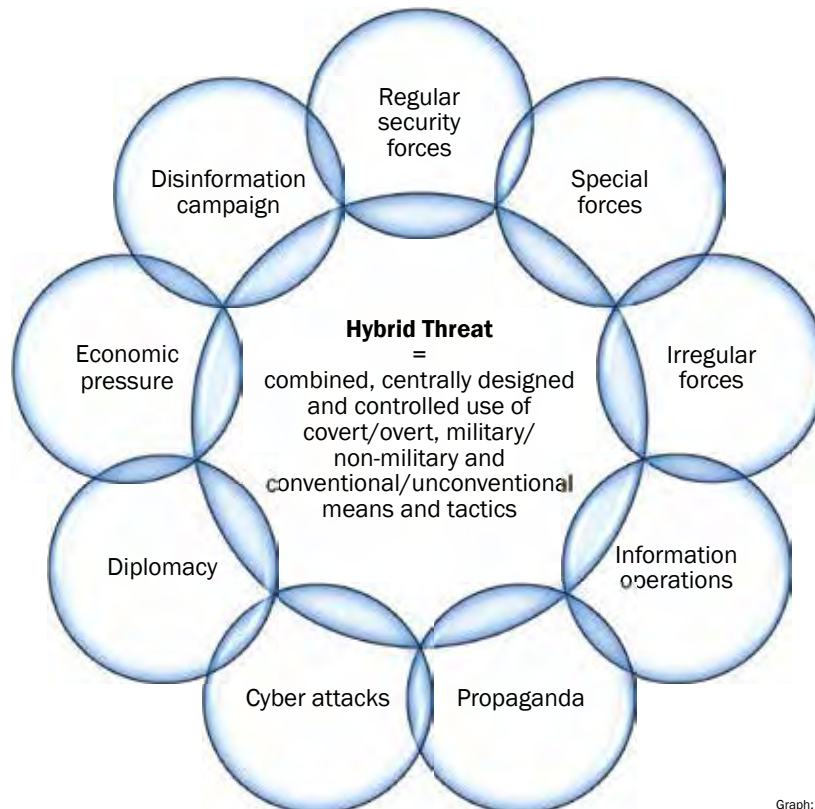 Regular
security
forces
Special
forces
Irregular
forces
Information
operations
Propaganda
Cyber attacks
Diplomacy
Economic
pressure
Disinformation
campaign
Hybrid Threat
=
combined, centrally designed
and controlled use of
covert/overt, military/
non-military and
conventional/unconventional
means and tactics
Graph: